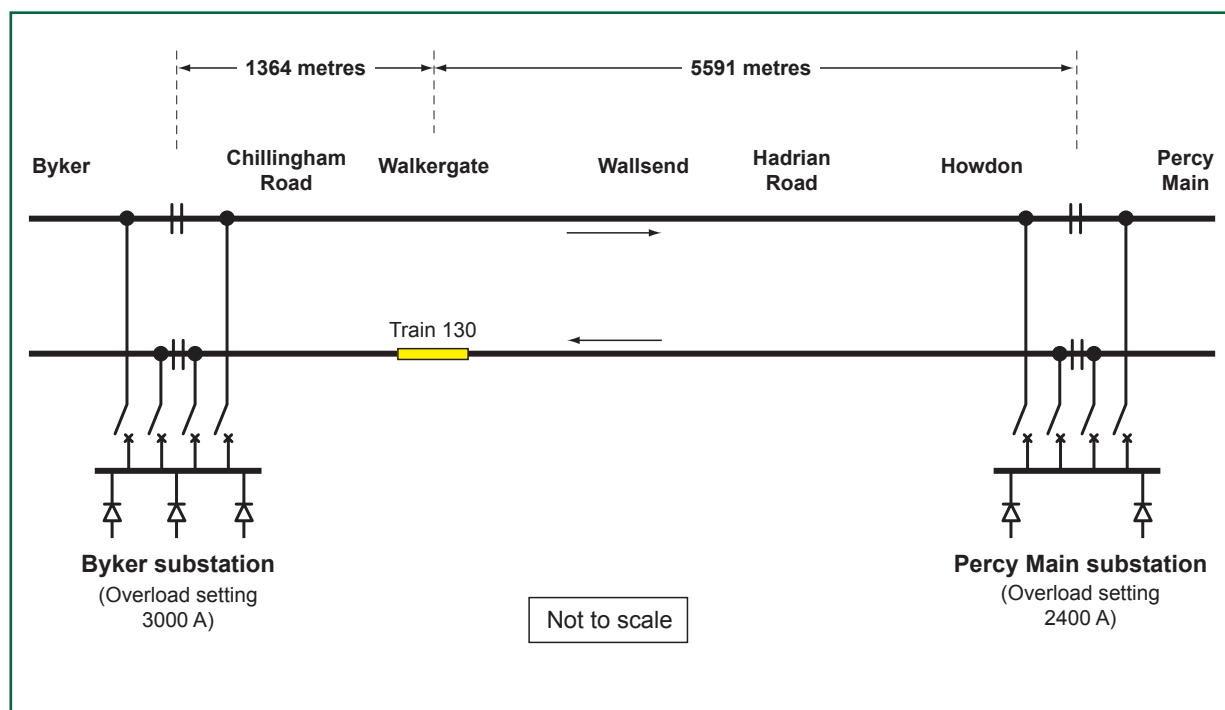 1364 metres
5591 metres
Byker
Chillingham
Road
Walkergate
Wallsend
Hadrian
Road
Howdon
Percy
Main
Train 130
Byker substation
(Overload setting
3000 A)
Not to scale
Percy Main substation
(Overload setting
2400 A)